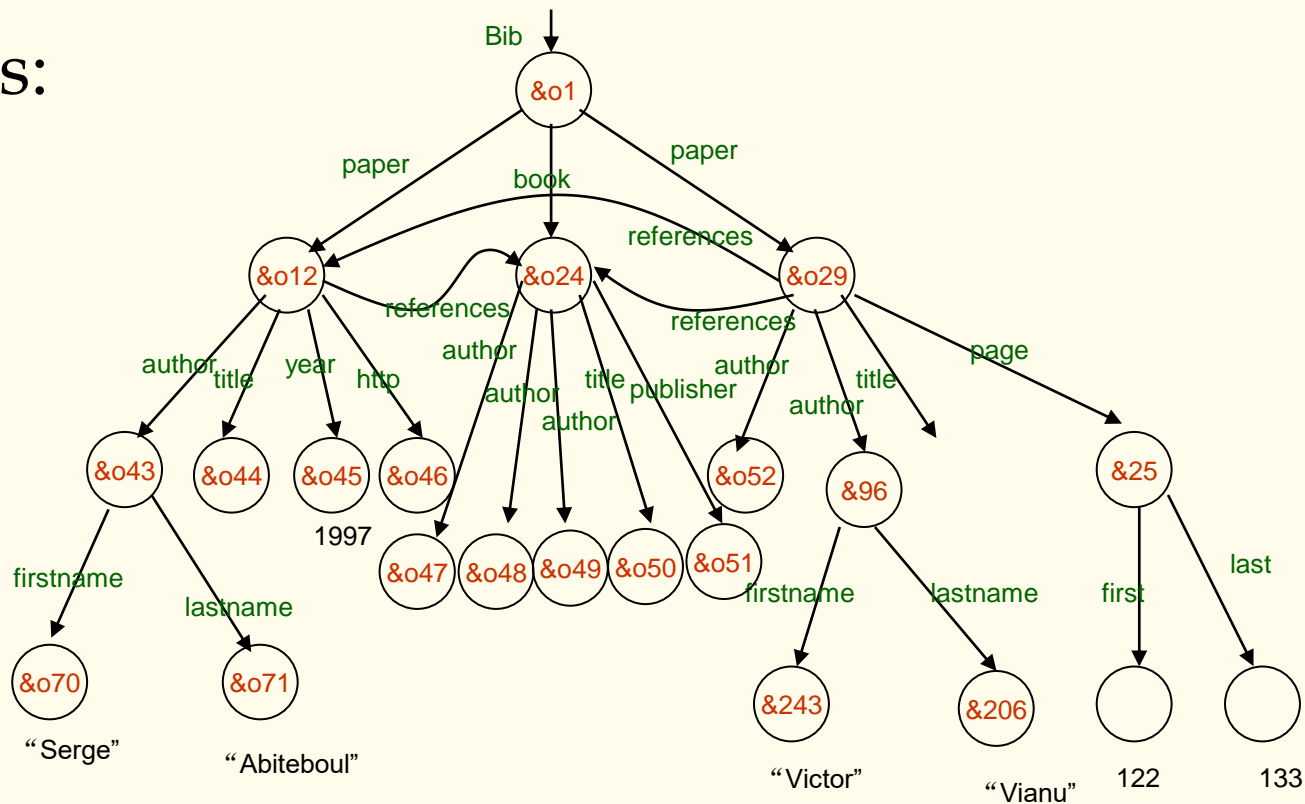 s:
Bib
&o1
paper
paper
book
references
&o12
&o24
&o29
references
references
author
title
year
http
author
author
author
title
publisher
author
author
title
page
&o43
&o44
&o45
&o46
&o52
&96
&25
1997
&o47
&o48
&o49
&o50
&o51
firstname
lastname
firstname
lastname
first
last
&o70
&o71
&243
&206
“Serge”
“Abiteboul”
“Victor”
“Vianu”
122
133